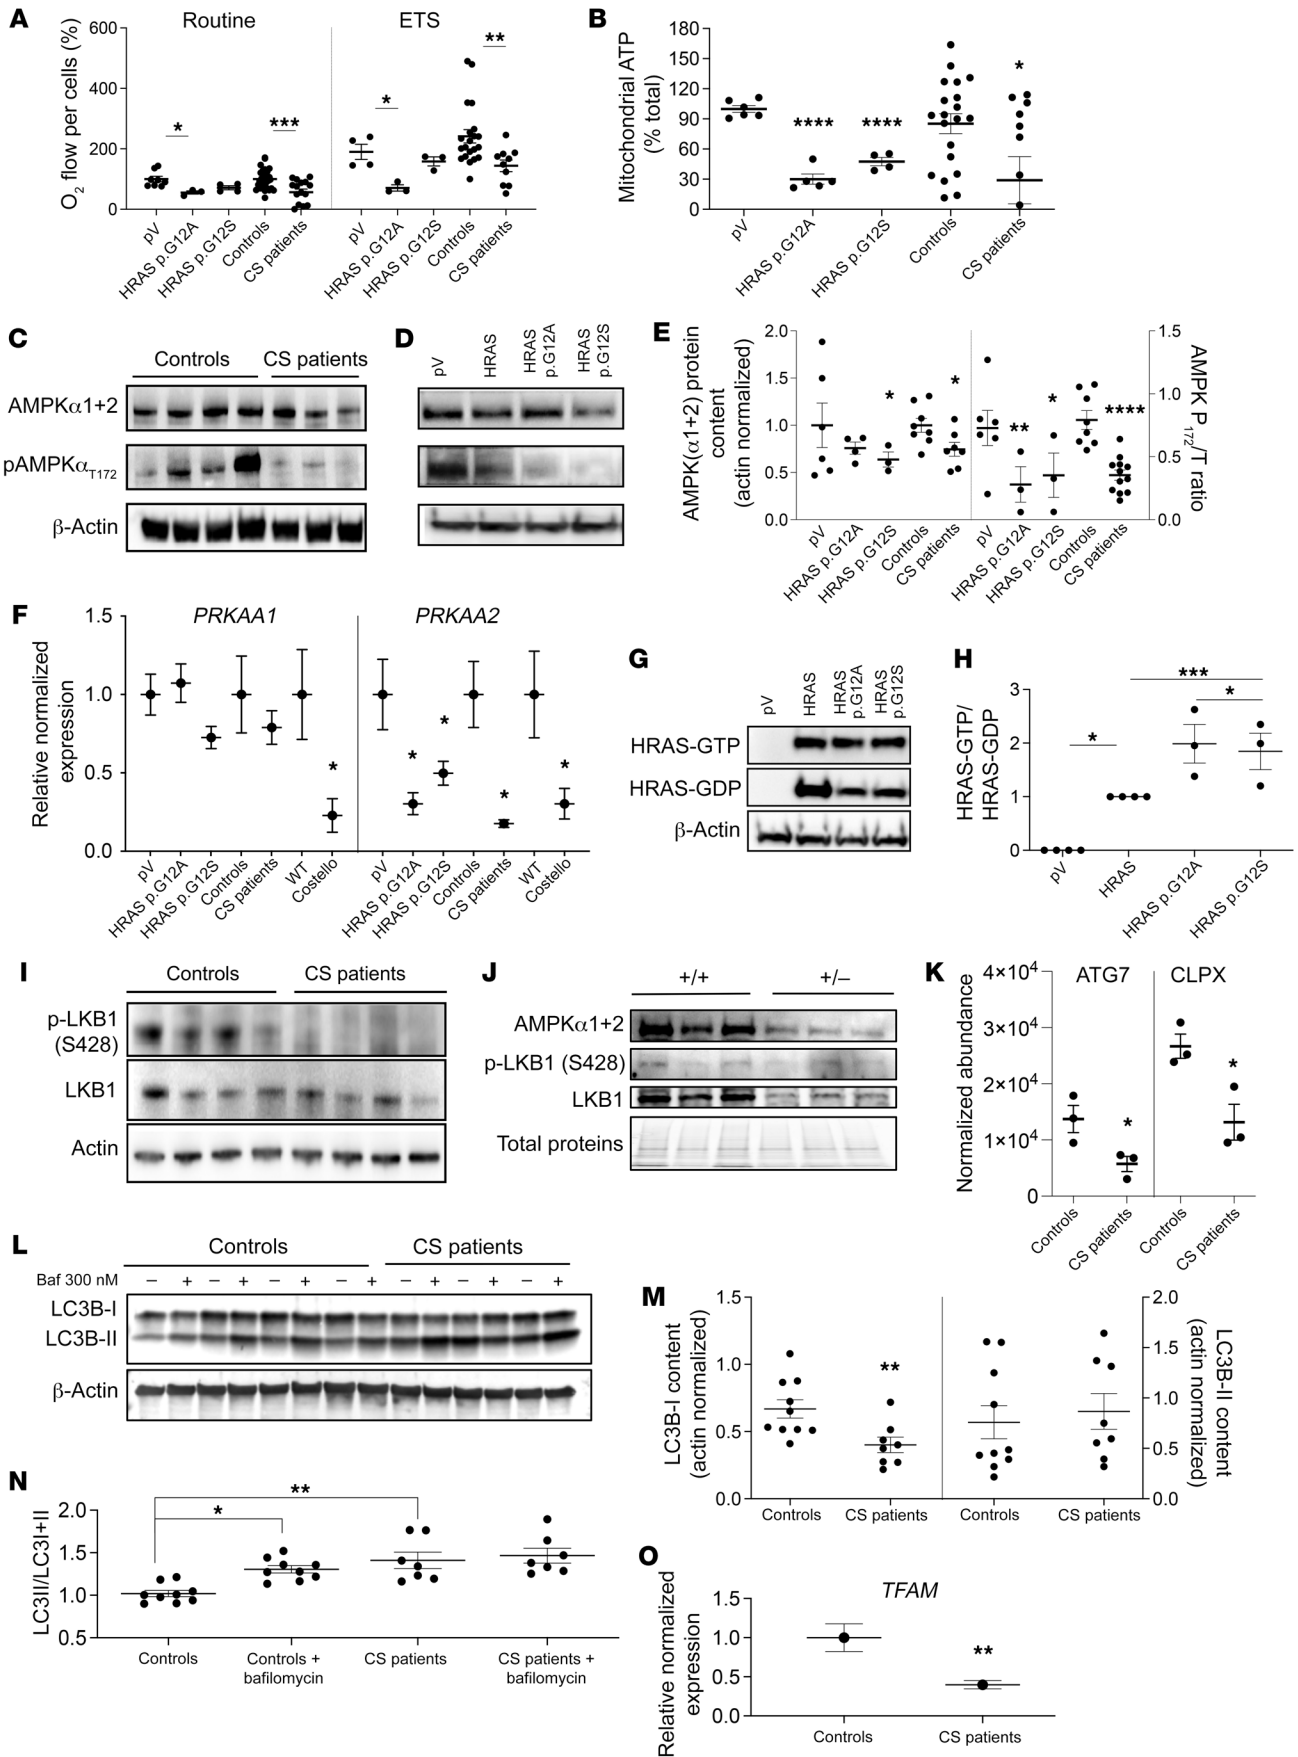 A
Routine
ETS
O2 flow per cells (%)
600
400
200
0
*
***
*
**
pV
HRAS p.G12A
HRAS p.G12S
Controls
CS patients
pV
HRAS p.G12A
HRAS p.G12S
Controls
CS patients
B
Mitochondrial ATP
(% total)
180
150
120
90
60
30
0
****
****
*
pV
HRAS p.G12A
HRAS p.G12S
Controls
CS patients
C
Controls
CS patients
AMPKα1+2
pAMPKαT172
β-Actin
D
pV
HRAS
HRAS
p.G12A
HRAS
p.G12S
E
AMPK(α1+2) protein
content
(actin normalized)
2.0
1.5
1.0
0.5
0.0
*
*
**
*
****
1.5
1.0
0.5
0.0
AMPK P172/T ratio
pV
HRAS p.G12A
HRAS p.G12S
Controls
CS patients
pV
HRAS p.G12A
HRAS p.G12S
Controls
CS patients
F
PRKAA1
PRKAA2
Relative normalized
expression
1.5
1.0
0.5
0.0
*
*
*
*
*
pV
HRAS p.G12A
HRAS p.G12S
Controls
CS patients
WT
Costello
pV
HRAS p.G12A
HRAS p.G12S
Controls
CS patients
WT
Costello
G
pV
HRAS
HRAS
p.G12A
HRAS
p.G12S
HRAS-GTP
HRAS-GDP
β-Actin
H
HRAS-GTP/
HRAS-GDP
3
2
1
0
*
***
*
pV
HRAS
HRAS p.G12A
HRAS p.G12S
I
Controls
CS patients
p-LKB1
(S428)
LKB1
Actin
J
+/+
+/–
AMPKα1+2
p-LKB1 (S428)
LKB1
Total proteins
K
ATG7
CLPX
Normalized abundance
4×10⁴
3×10⁴
2×10⁴
1×10⁴
0
*
*
Controls
CS patients
Controls
CS patients
L
Controls
CS patients
Baf 300 nM – + – + – + – + – + – + – +
LC3B-I
LC3B-II
β-Actin
M
LC3B-I content
(actin normalized)
1.5
1.0
0.5
0.0
**
2.0
1.5
1.0
0.5
0.0
LC3B-II content
(actin normalized)
Controls
CS patients
Controls
CS patients
N
LC3II/LC3I+II
2.0
1.5
1.0
0.5
*
**
Controls
Controls +
bafilomycin
CS patients
CS patients +
bafilomycin
O
TFAM
Relative normalized
expression
1.5
1.0
0.5
0.0
**
Controls
CS patients